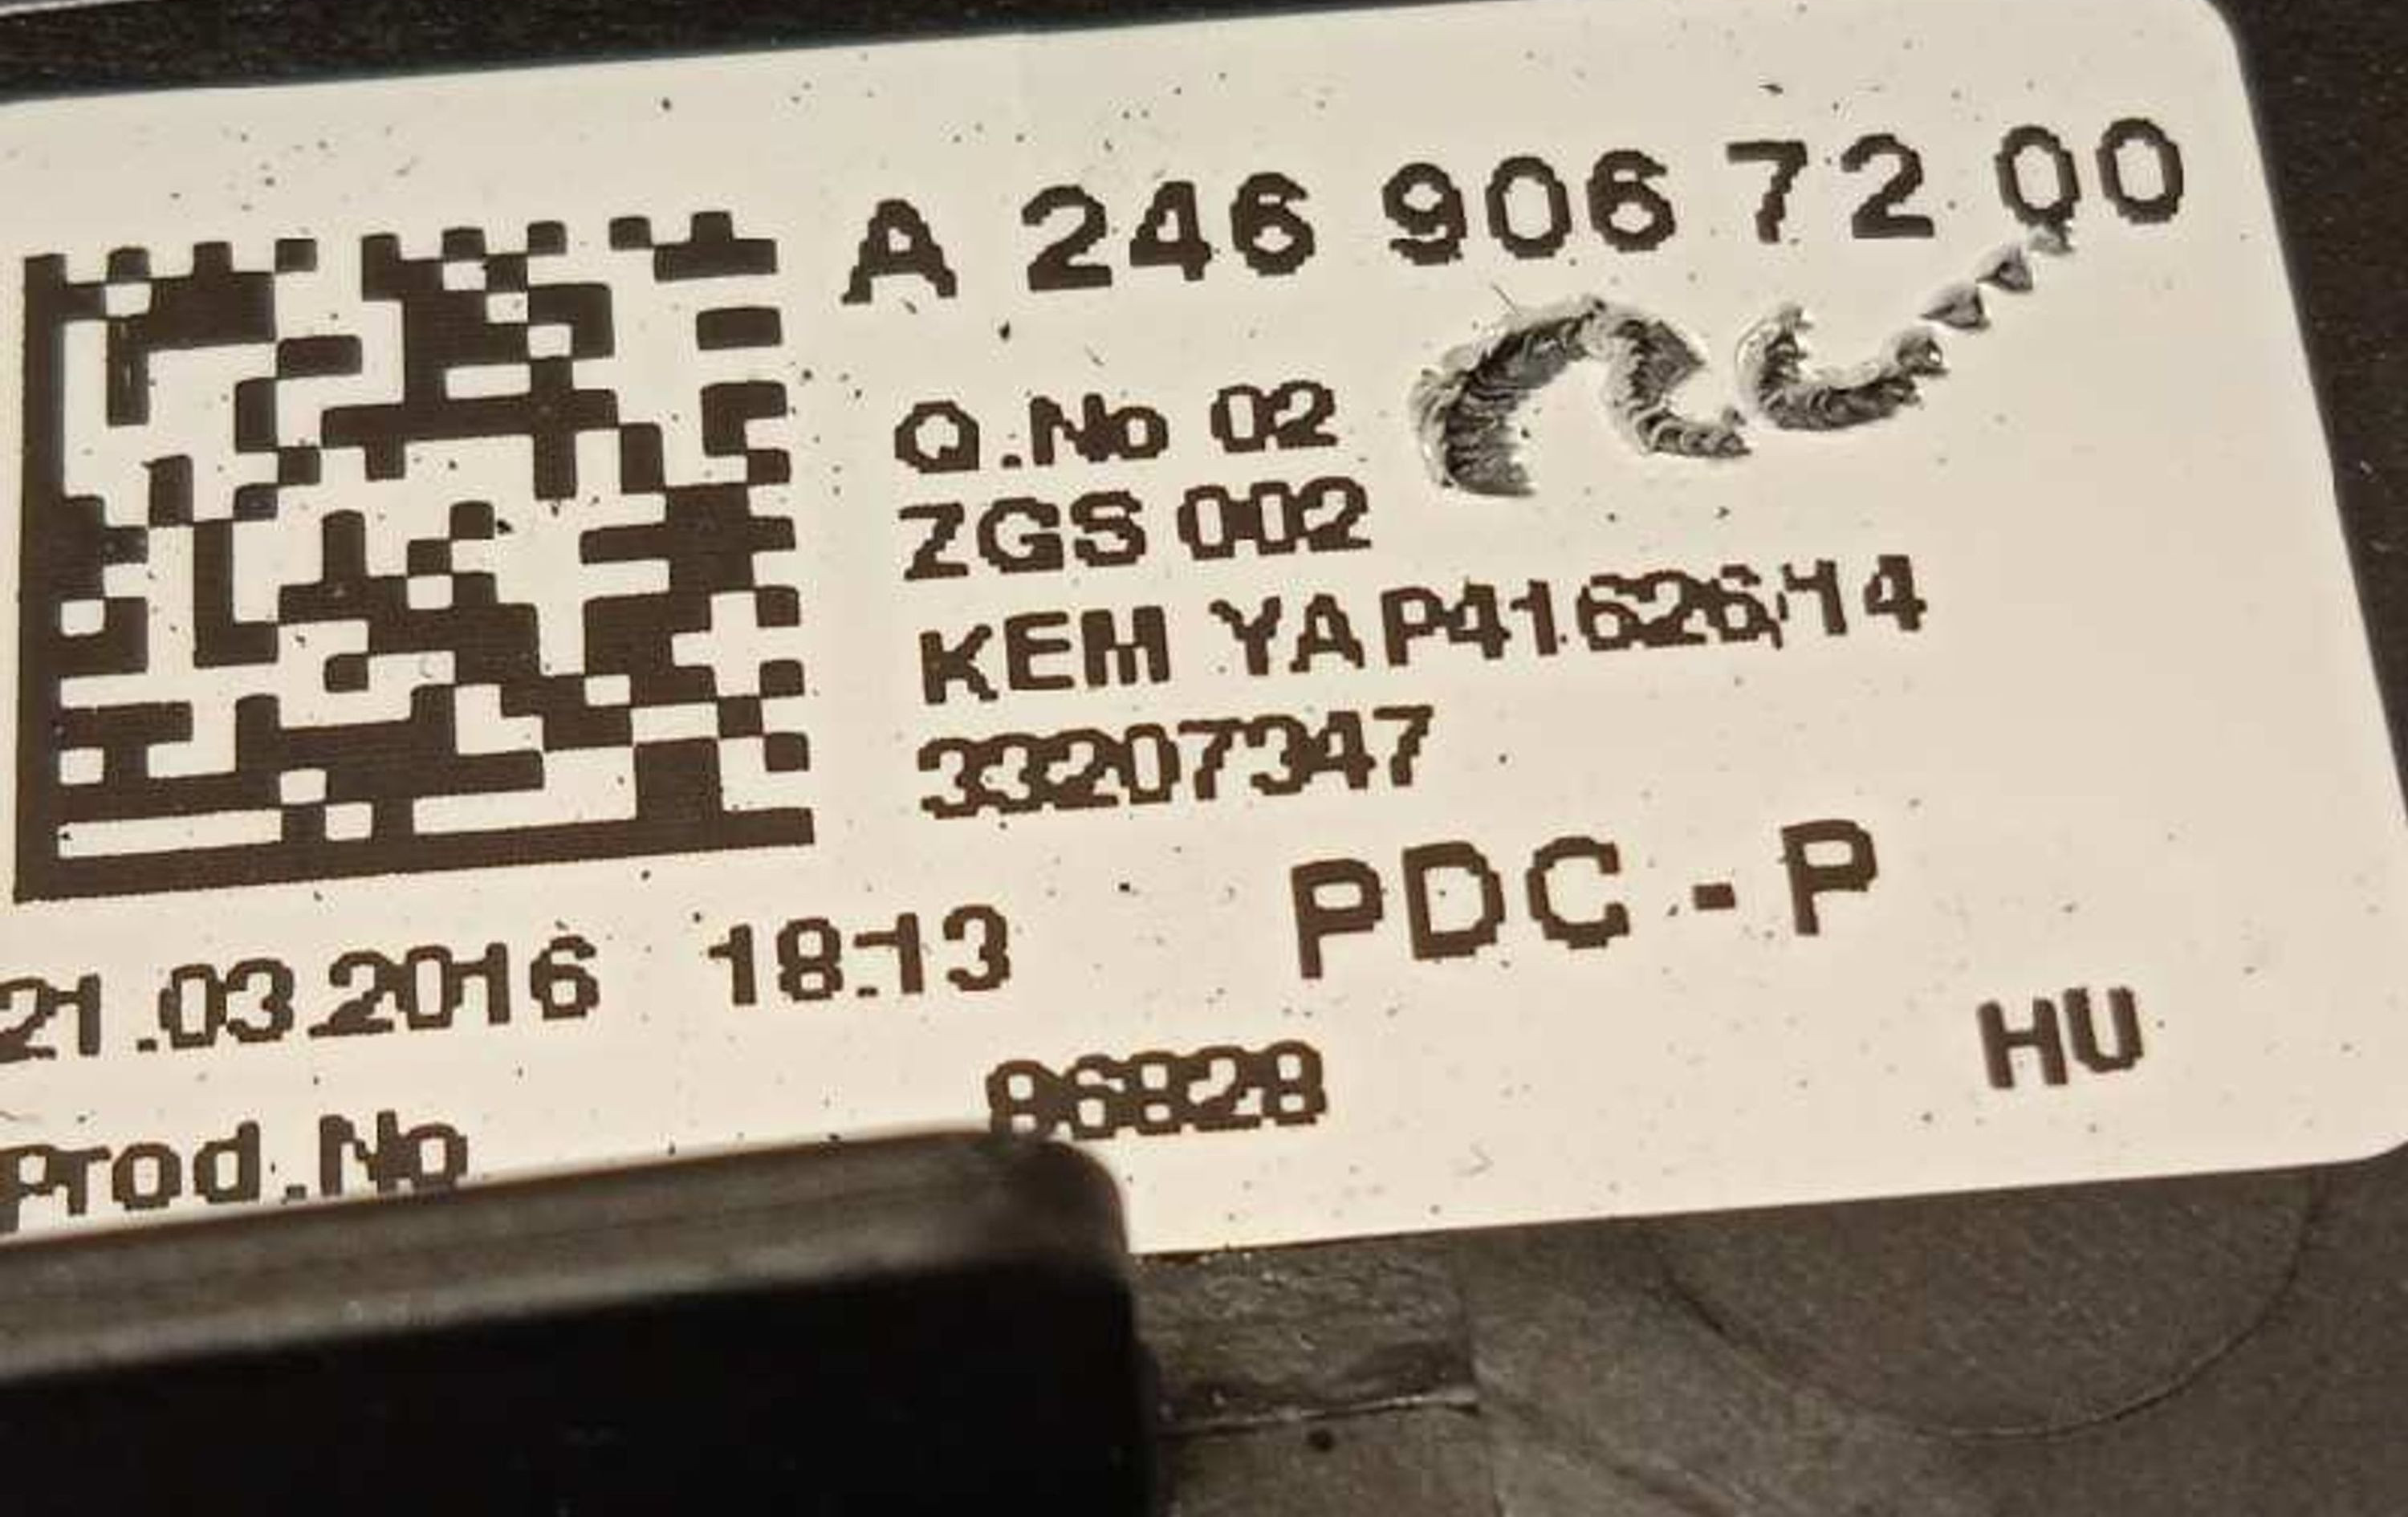 A 246 906 72 00
Q.No 02
ZGS 002
KEM YAP41626/14
33207347
PDC - P
21.03.2016 18:13
HU
86828
Prod.No